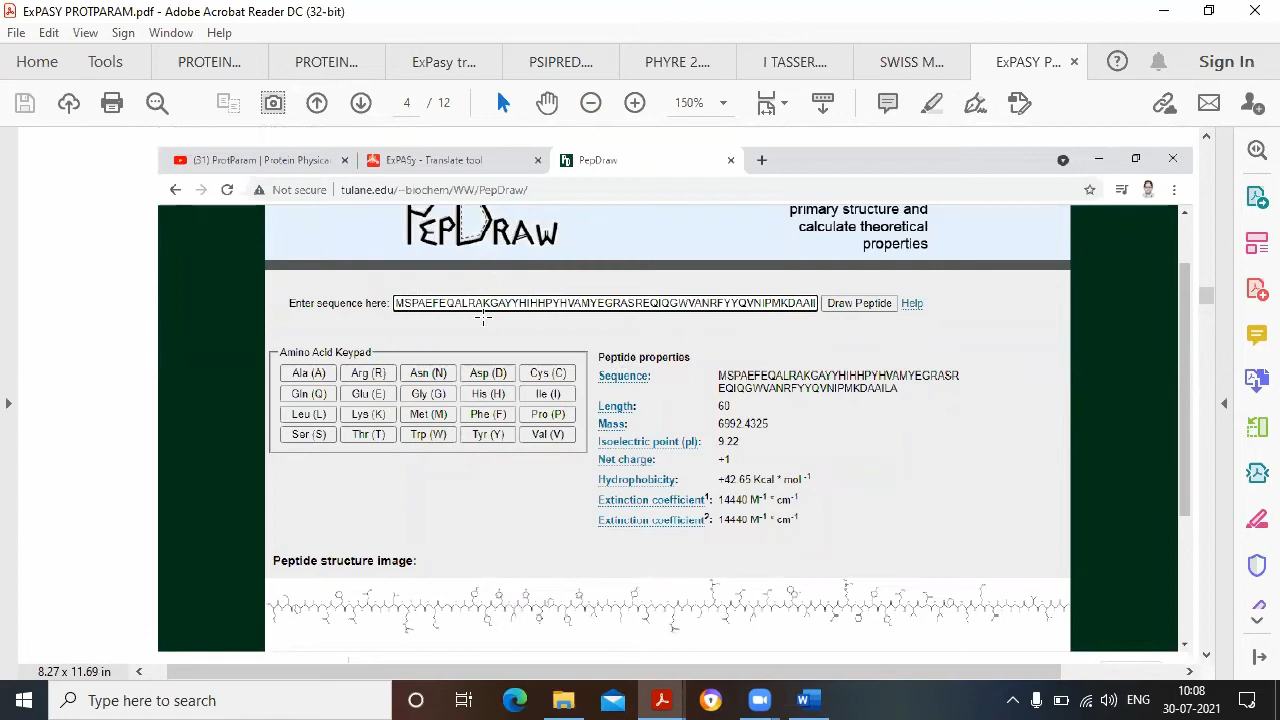 ExPASY PROTPARAM.pdf - Adobe Acrobat Reader DC (32-bit)
File Edit View Sign Window Help
Home Tools PROTEIN... PROTEIN... ExPasy tr... PSIPRED.... PHYRE 2.... I TASSER.... SWISS M... ExPASY P... Sign In
4 / 12 150%
(31) ProtParam | Protein Physica ExPASy - Translate tool PepDraw
Not secure tulane.edu/~biochem/WW/PepDraw/
PEPDRAW
primary structure and
calculate theoretical
properties
Enter sequence here: MSPAEFEQALRAKGAYYHIHHPYHVAMYEGRASREQIQGWVANRFYYQVNIPMKDAAII Draw Peptide Help
Amino Acid Keypad
Ala (A) Arg (R) Asn (N) Asp (D) Cys (C)
Gln (Q) Glu (E) Gly (G) His (H) Ile (I)
Leu (L) Lys (K) Met (M) Phe (F) Pro (P)
Ser (S) Thr (T) Trp (W) Tyr (Y) Val (V)
Peptide properties
Sequence: MSPAEFEQALRAKGAYYHIHHPYHVAMYEGRASR
EQIQGWVANRFYYQVNIPMKDAAILA
Length: 60
Mass: 6992.4325
Isoelectric point (pI): 9.22
Net charge: +1
Hydrophobicity: +42.65 Kcal * mol -1
Extinction coefficient1: 14440 M-1 * cm-1
Extinction coefficient2: 14440 M-1 * cm-1
Peptide structure image:
8.27 x 11.69 in
Type here to search
ENG
10:08
30-07-2021